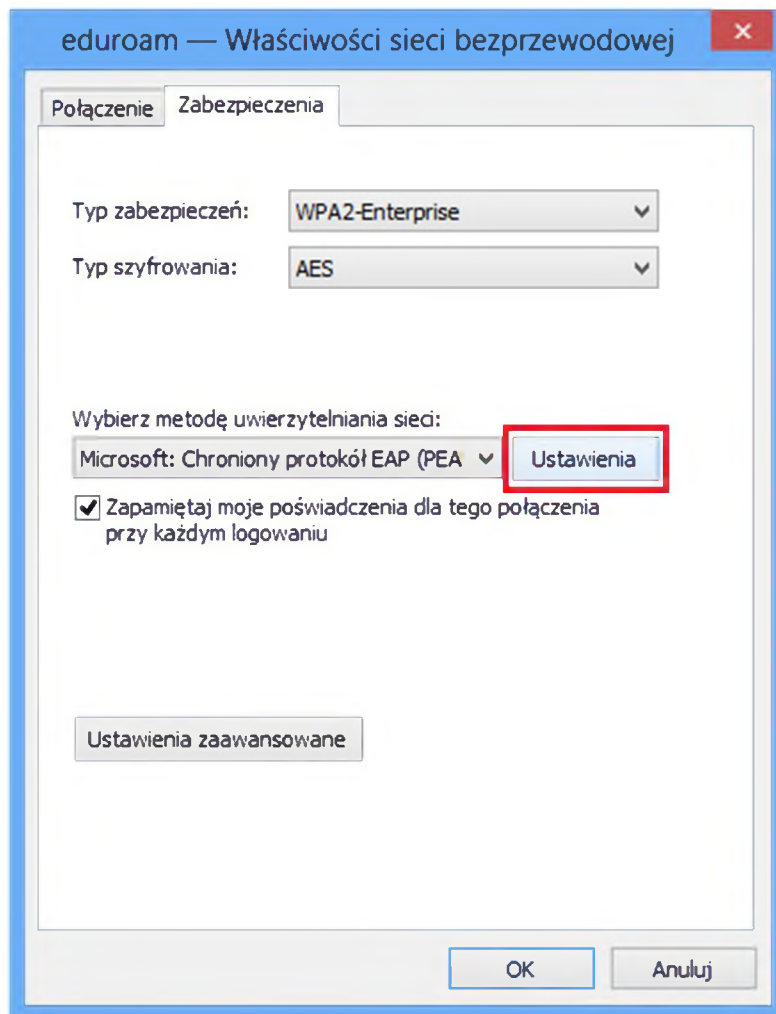 eduroam — Właściwości sieci bezprzewodowej
Połączenie
Zabezpieczenia
Typ zabezpieczeń:
WPA2-Enterprise
Typ szyfrowania:
AES
Wybierz metodę uwierzytelniania sieci:
Microsoft: Chroniony protokół EAP (PEA
Ustawienia
Zapamiętaj moje poświadczenia dla tego połączenia
przy każdym logowaniu
Ustawienia zaawansowane
OK
Anuluj